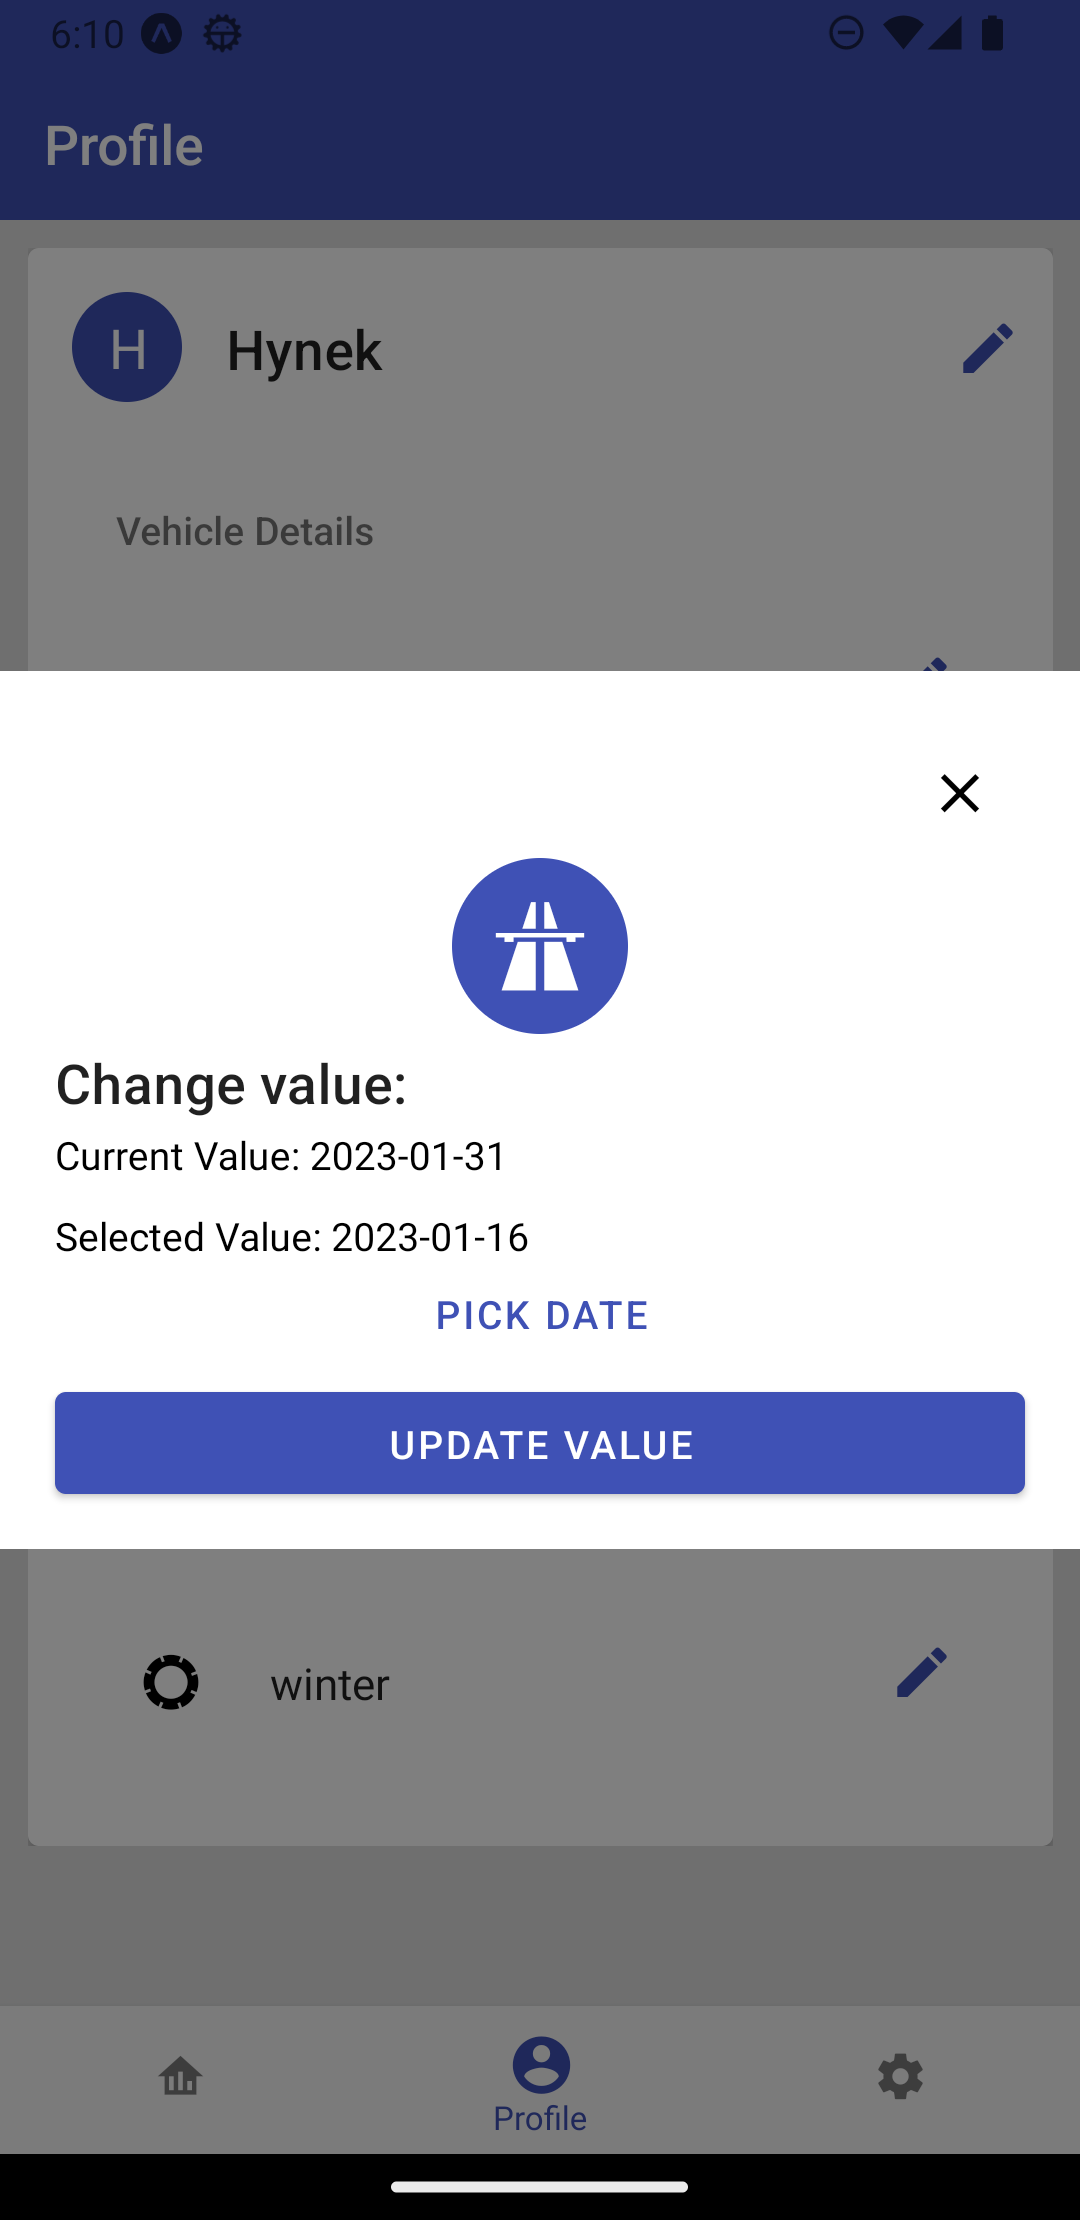 6:10
Profile
H
Hynek
Vehicle Details
Change value:
Current Value: 2023-01-31
Selected Value: 2023-01-16
PICK DATE
UPDATE VALUE
winter
Profile